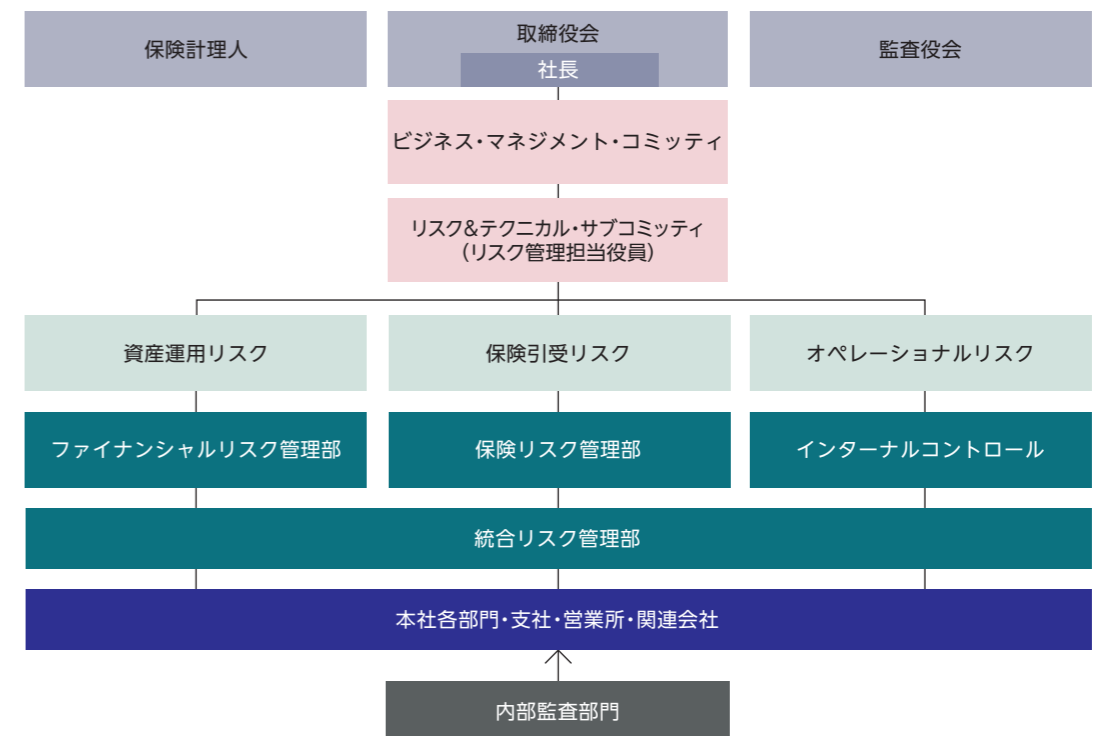 保険計理人
取締役会
社長
監査役会
ビジネス・マネジメント・コミッティ
リスク&テクニカル・サブコミッティ
(リスク管理担当役員)
資産運用リスク
保険引受リスク
オペレーショナルリスク
ファイナンシャルリスク管理部
保険リスク管理部
インターナルコントロール
統合リスク管理部
本社各部門・支社・営業所・関連会社
内部監査部門